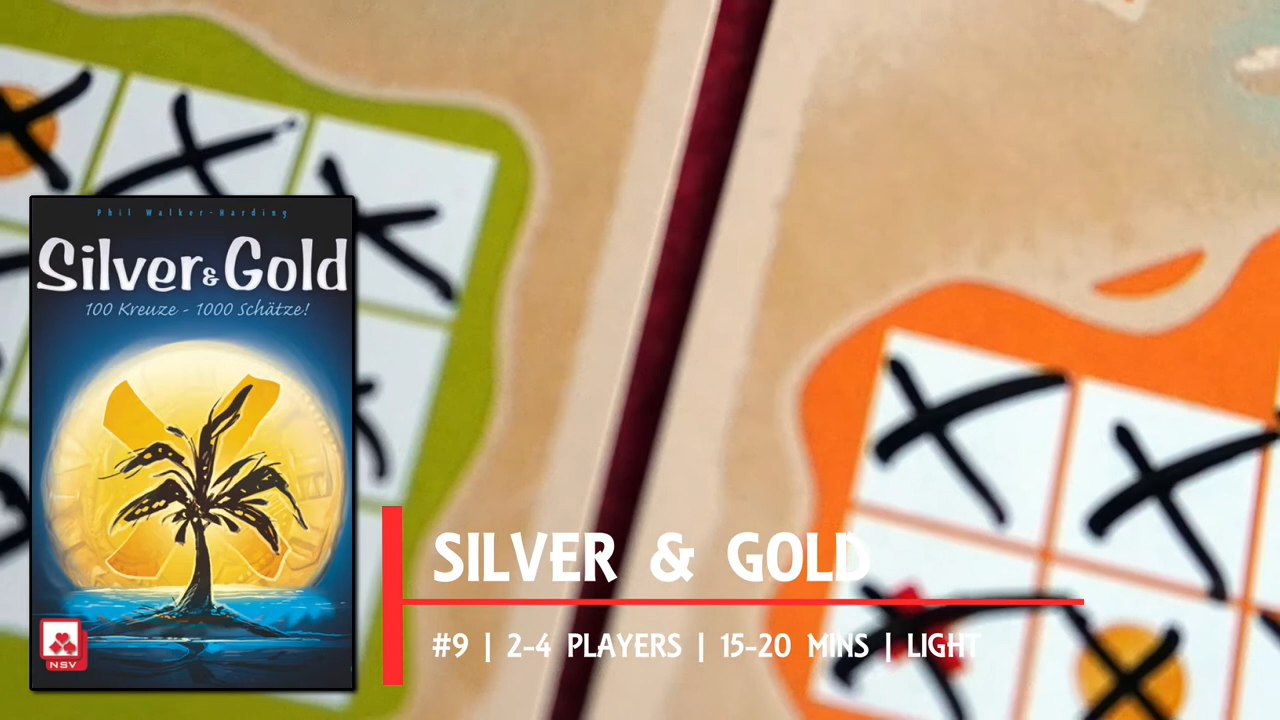 Phil Walker-Harding
Silver & Gold
100 Kreuze - 1000 Schätze!
NSV
SILVER & GOLD
#9 | 2-4 PLAYERS | 15-20 MINS | LIGHT